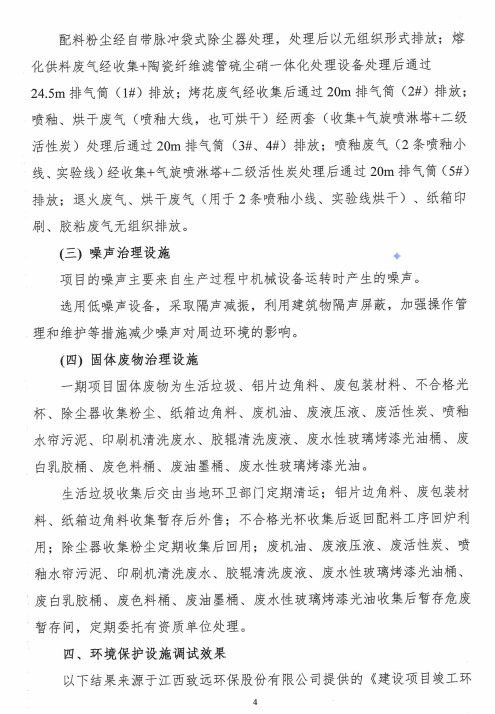 配料粉尘经自带脉冲袋式除尘器处理，处理后以无组织形式排放；熔
化供料废气经收集+陶瓷纤维滤管硫尘硝一体化处理设备处理后通过
24.5m 排气筒（1#）排放；烤花废气经收集后通过 20m 排气筒（2#）排放；
喷釉、烘干废气（喷釉大线，也可烘干）经两套（收集+气旋喷淋塔+二级
活性炭）处理后通过 20m 排气筒（3#、4#）排放；喷釉废气（2 条喷釉小
线、实验线）经收集+气旋喷淋塔+二级活性炭处理后通过 20m 排气筒（5#）
排放；退火废气、烘干废气（用于 2 条喷釉小线、实验线烘干）、纸箱印
刷、胶粘废气无组织排放。
(三) 噪声治理设施
项目的噪声主要来自生产过程中机械设备运转时产生的噪声。
选用低噪声设备，采取隔声减振，利用建筑物隔声屏蔽，加强操作管
理和维护等措施减少噪声对周边环境的影响。
(四) 固体废物治理设施
一期项目固体废物为生活垃圾、铝片边角料、废包装材料、不合格光
杯、除尘器收集粉尘、纸箱边角料、废机油、废液压液、废活性炭、喷釉
水帘污泥、印刷机清洗废水、胶辊清洗废液、废水性玻璃烤漆光油桶、废
白乳胶桶、废色料桶、废油墨桶、废水性玻璃烤漆光油。
生活垃圾收集后交由当地环卫部门定期清运；铝片边角料、废包装材
料、纸箱边角料收集暂存后外售；不合格光杯收集后返回配料工序回炉利
用；除尘器收集粉尘定期收集后回用；废机油、废液压液、废活性炭、喷
釉水帘污泥、印刷机清洗废水、胶辊清洗废液、废水性玻璃烤漆光油桶、
废白乳胶桶、废色料桶、废油墨桶、废水性玻璃烤漆光油收集后暂存危废
暂存间，定期委托有资质单位处理。
四、环境保护设施调试效果
以下结果来源于江西致远环保股份有限公司提供的《建设项目竣工环
4